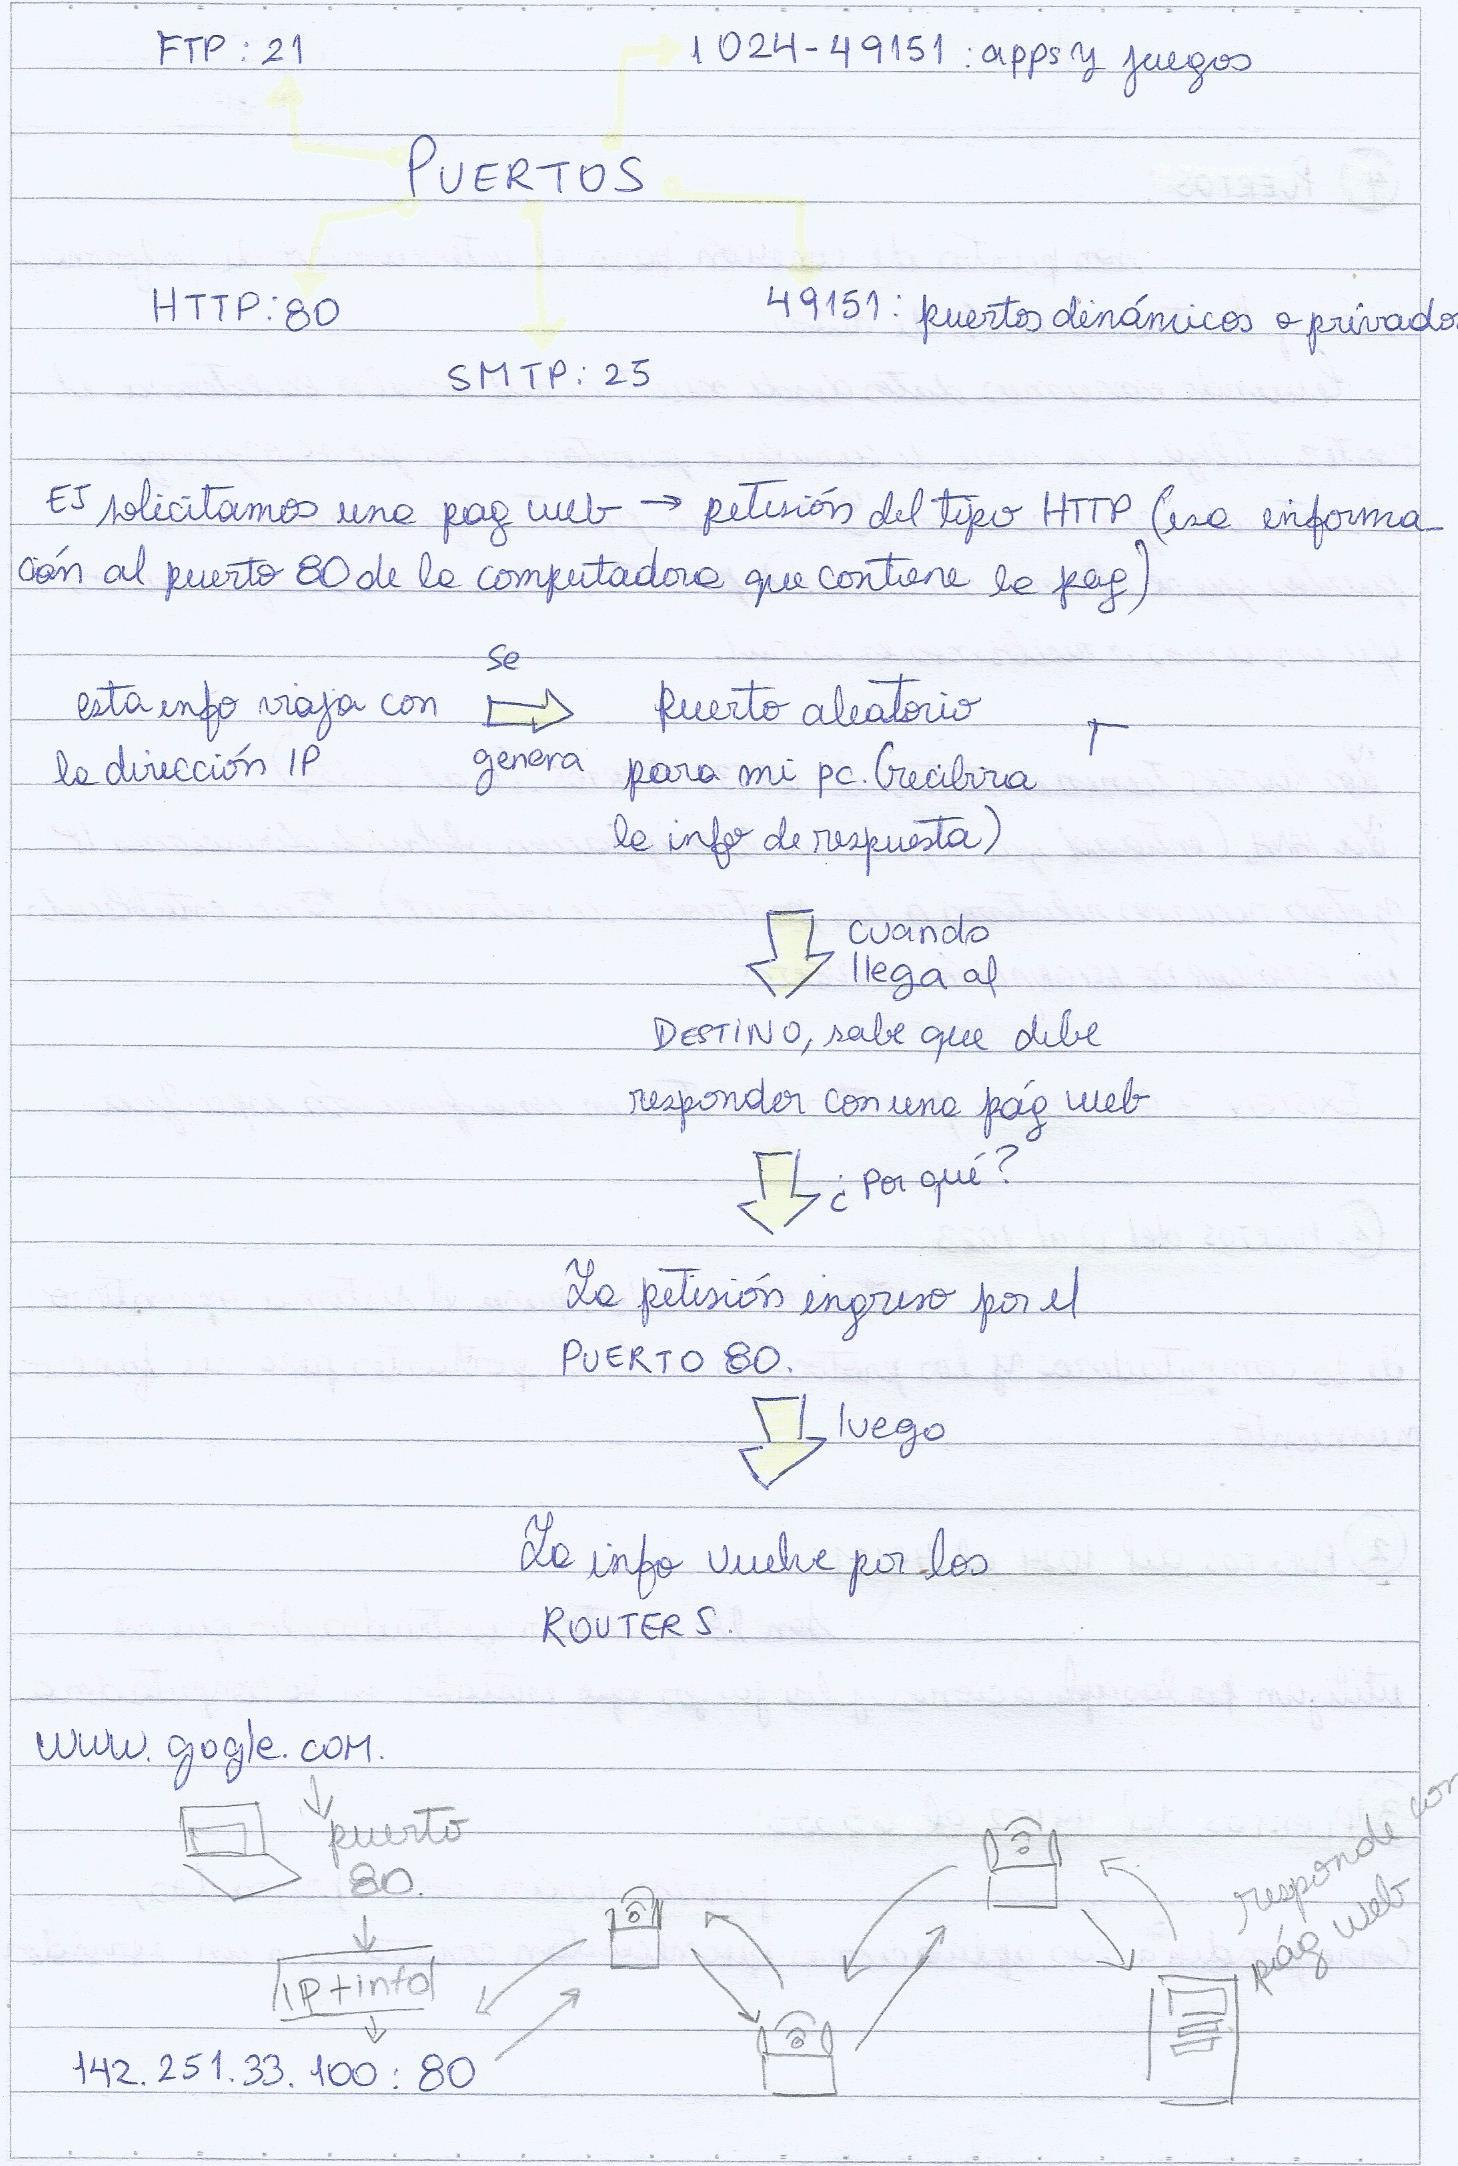 FTP: 21
1024-49151: apps y juegos
PUERTOS
HTTP: 80
49151: puertos dinámicos o privados
SMTP: 25
EJ solicitamos una pag web → petisión del tipo HTTP (esa informa-
ción al puerto 80 de la computadora que contiene la pag)
esta info viaja con
la dirección IP
se
genera
puerto aleatorio
para mi pc. (recibira
la info de respuesta)
cuando
llega al
DESTINO, sabe que debe
responder con una pág web
¿Por qué?
La petisión ingreso por el
PUERTO 80.
luego
La info vuelve por los
ROUTERS.
www.gogle.com.
puerto
80.
IP+info
142.251.33.100:80
responde con
pág web